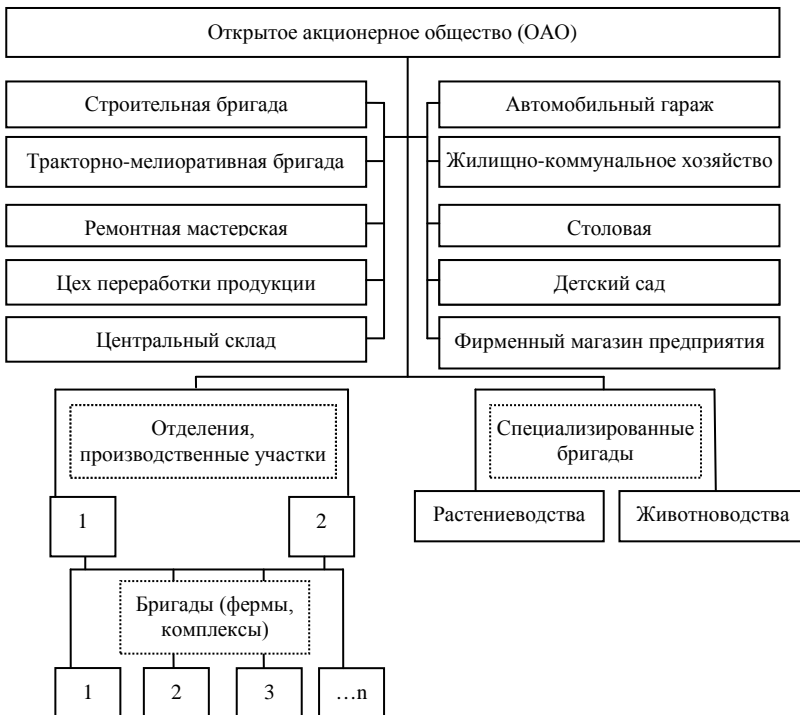 Открытое акционерное общество (ОАО)
Строительная бригада
Автомобильный гараж
Тракторно-мелиоративная бригада
Жилищно-коммунальное хозяйство
Ремонтная мастерская
Столовая
Цех переработки продукции
Детский сад
Центральный склад
Фирменный магазин предприятия
Отделения,
производственные участки
Специализированные
бригады
1
2
Растениеводства
Животноводства
Бригады (фермы,
комплексы)
1
2
3
…n